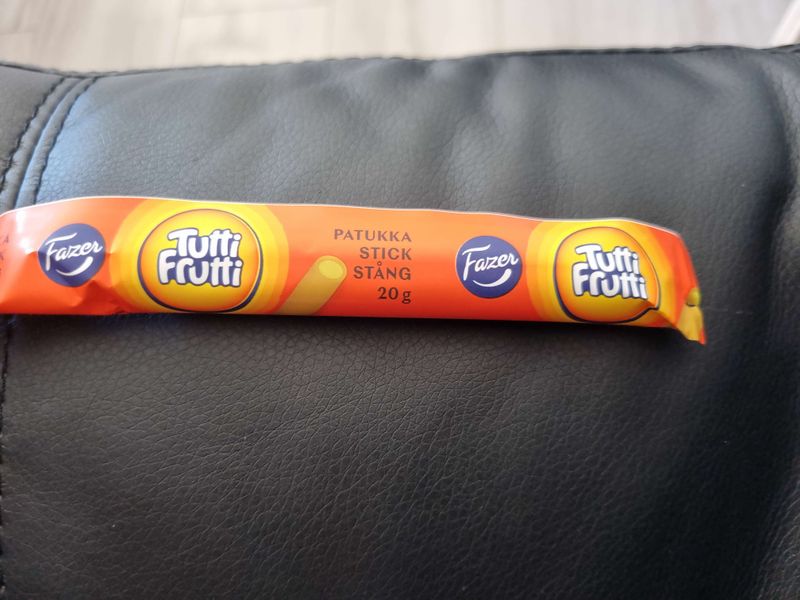 Fazer
Tutti
Frutti
PATUKKA
STICK
STÅNG
20 g
Fazer
Tutti
Frutti